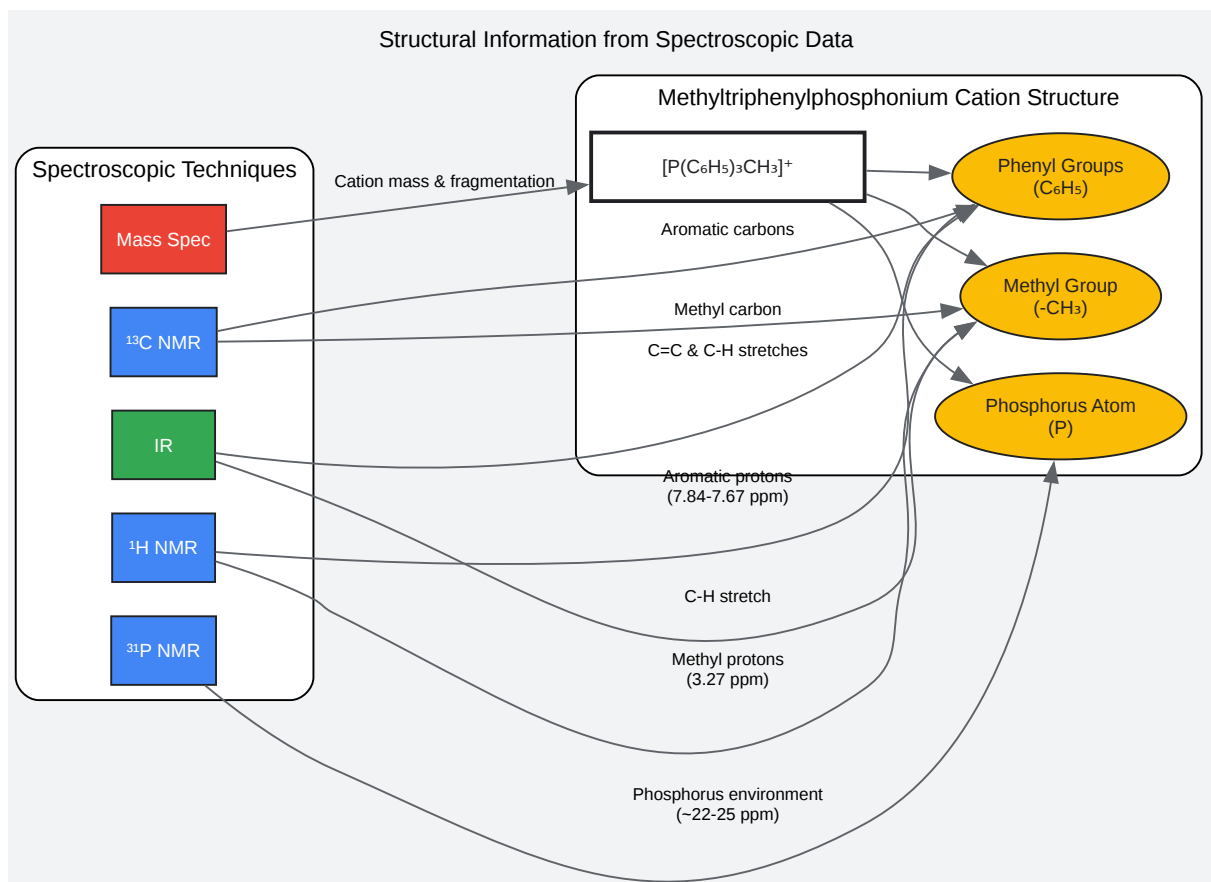 Structural Information from Spectroscopic Data
Methyltriphenylphosphonium Cation Structure
[P(C₆H₅)₃CH₃]⁺
Phenyl Groups
(C₆H₅)
Methyl Group
(-CH₃)
Phosphorus Atom
(P)
Spectroscopic Techniques
Mass Spec
¹³C NMR
IR
¹H NMR
³¹P NMR
Cation mass & fragmentation
Aromatic carbons
Methyl carbon
C=C & C-H stretches
Aromatic protons
(7.84-7.67 ppm)
C-H stretch
Methyl protons
(3.27 ppm)
Phosphorus environment
(~22-25 ppm)